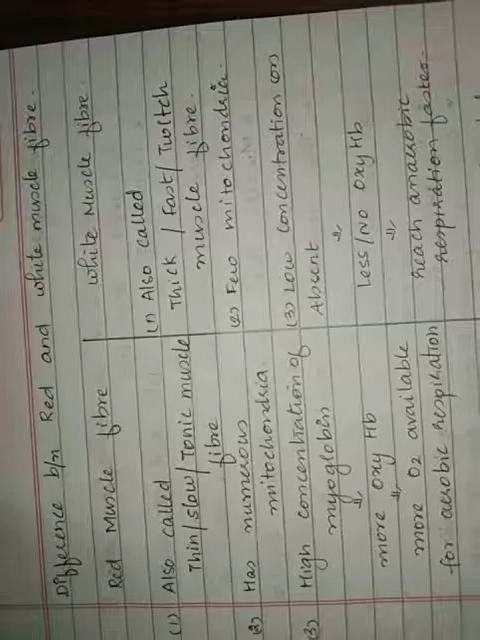 Difference b/n Red and white muscle fibre.
Red Muscle fibre
(1) Also called
Thin/slow/Tonic muscle
fibre
(2) Has numerous
mitochondria
(3) High concentration of
myoglobin
⇓
more oxy Hb
⇓
more O2 available
for aerobic respiration
white Muscle fibre.
(1) Also called
Thick / Fast / Twitch
muscle fibre.
(2) Few mitochondria.
(3) Low concentration or
Absent
⇓
Less/No oxy Hb
⇓
reach anaerobic
respiration faster.